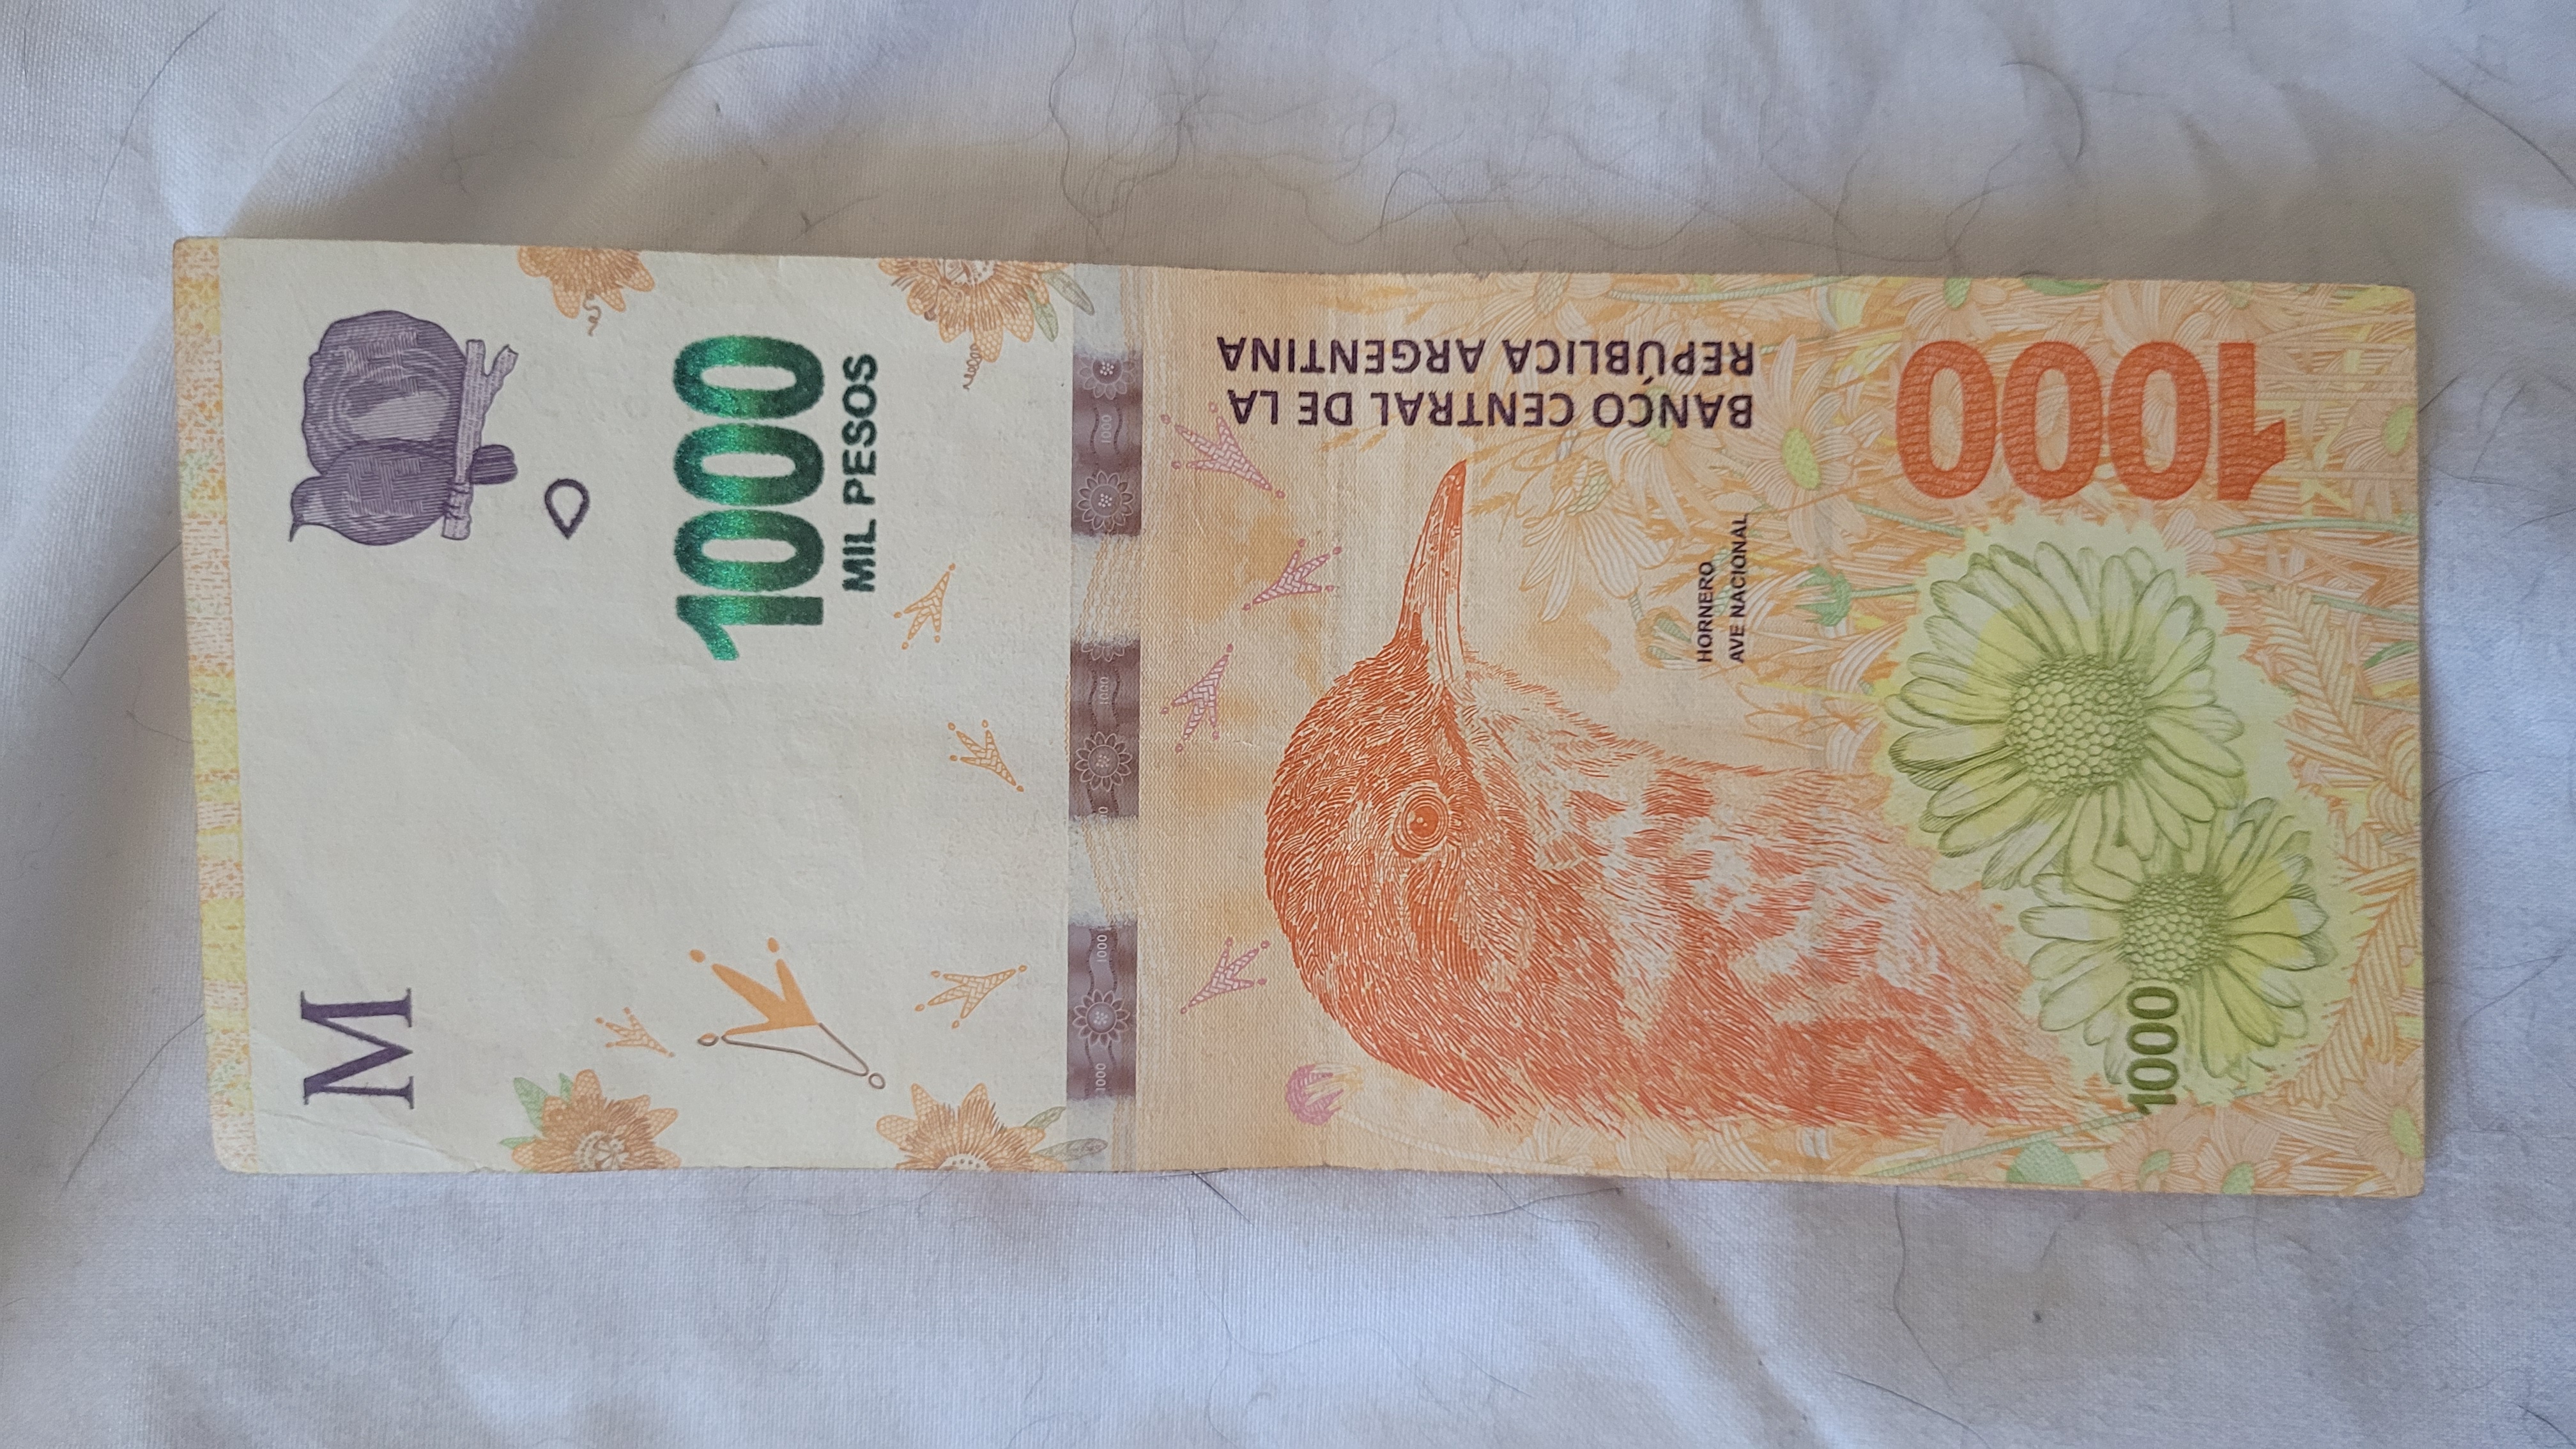 M
1000
MIL PESOS
1000
1000
1000
1000
BANCO CENTRAL DE LA
REPÚBLICA ARGENTINA
HORNERO
AVE NACIONAL
1000
1000